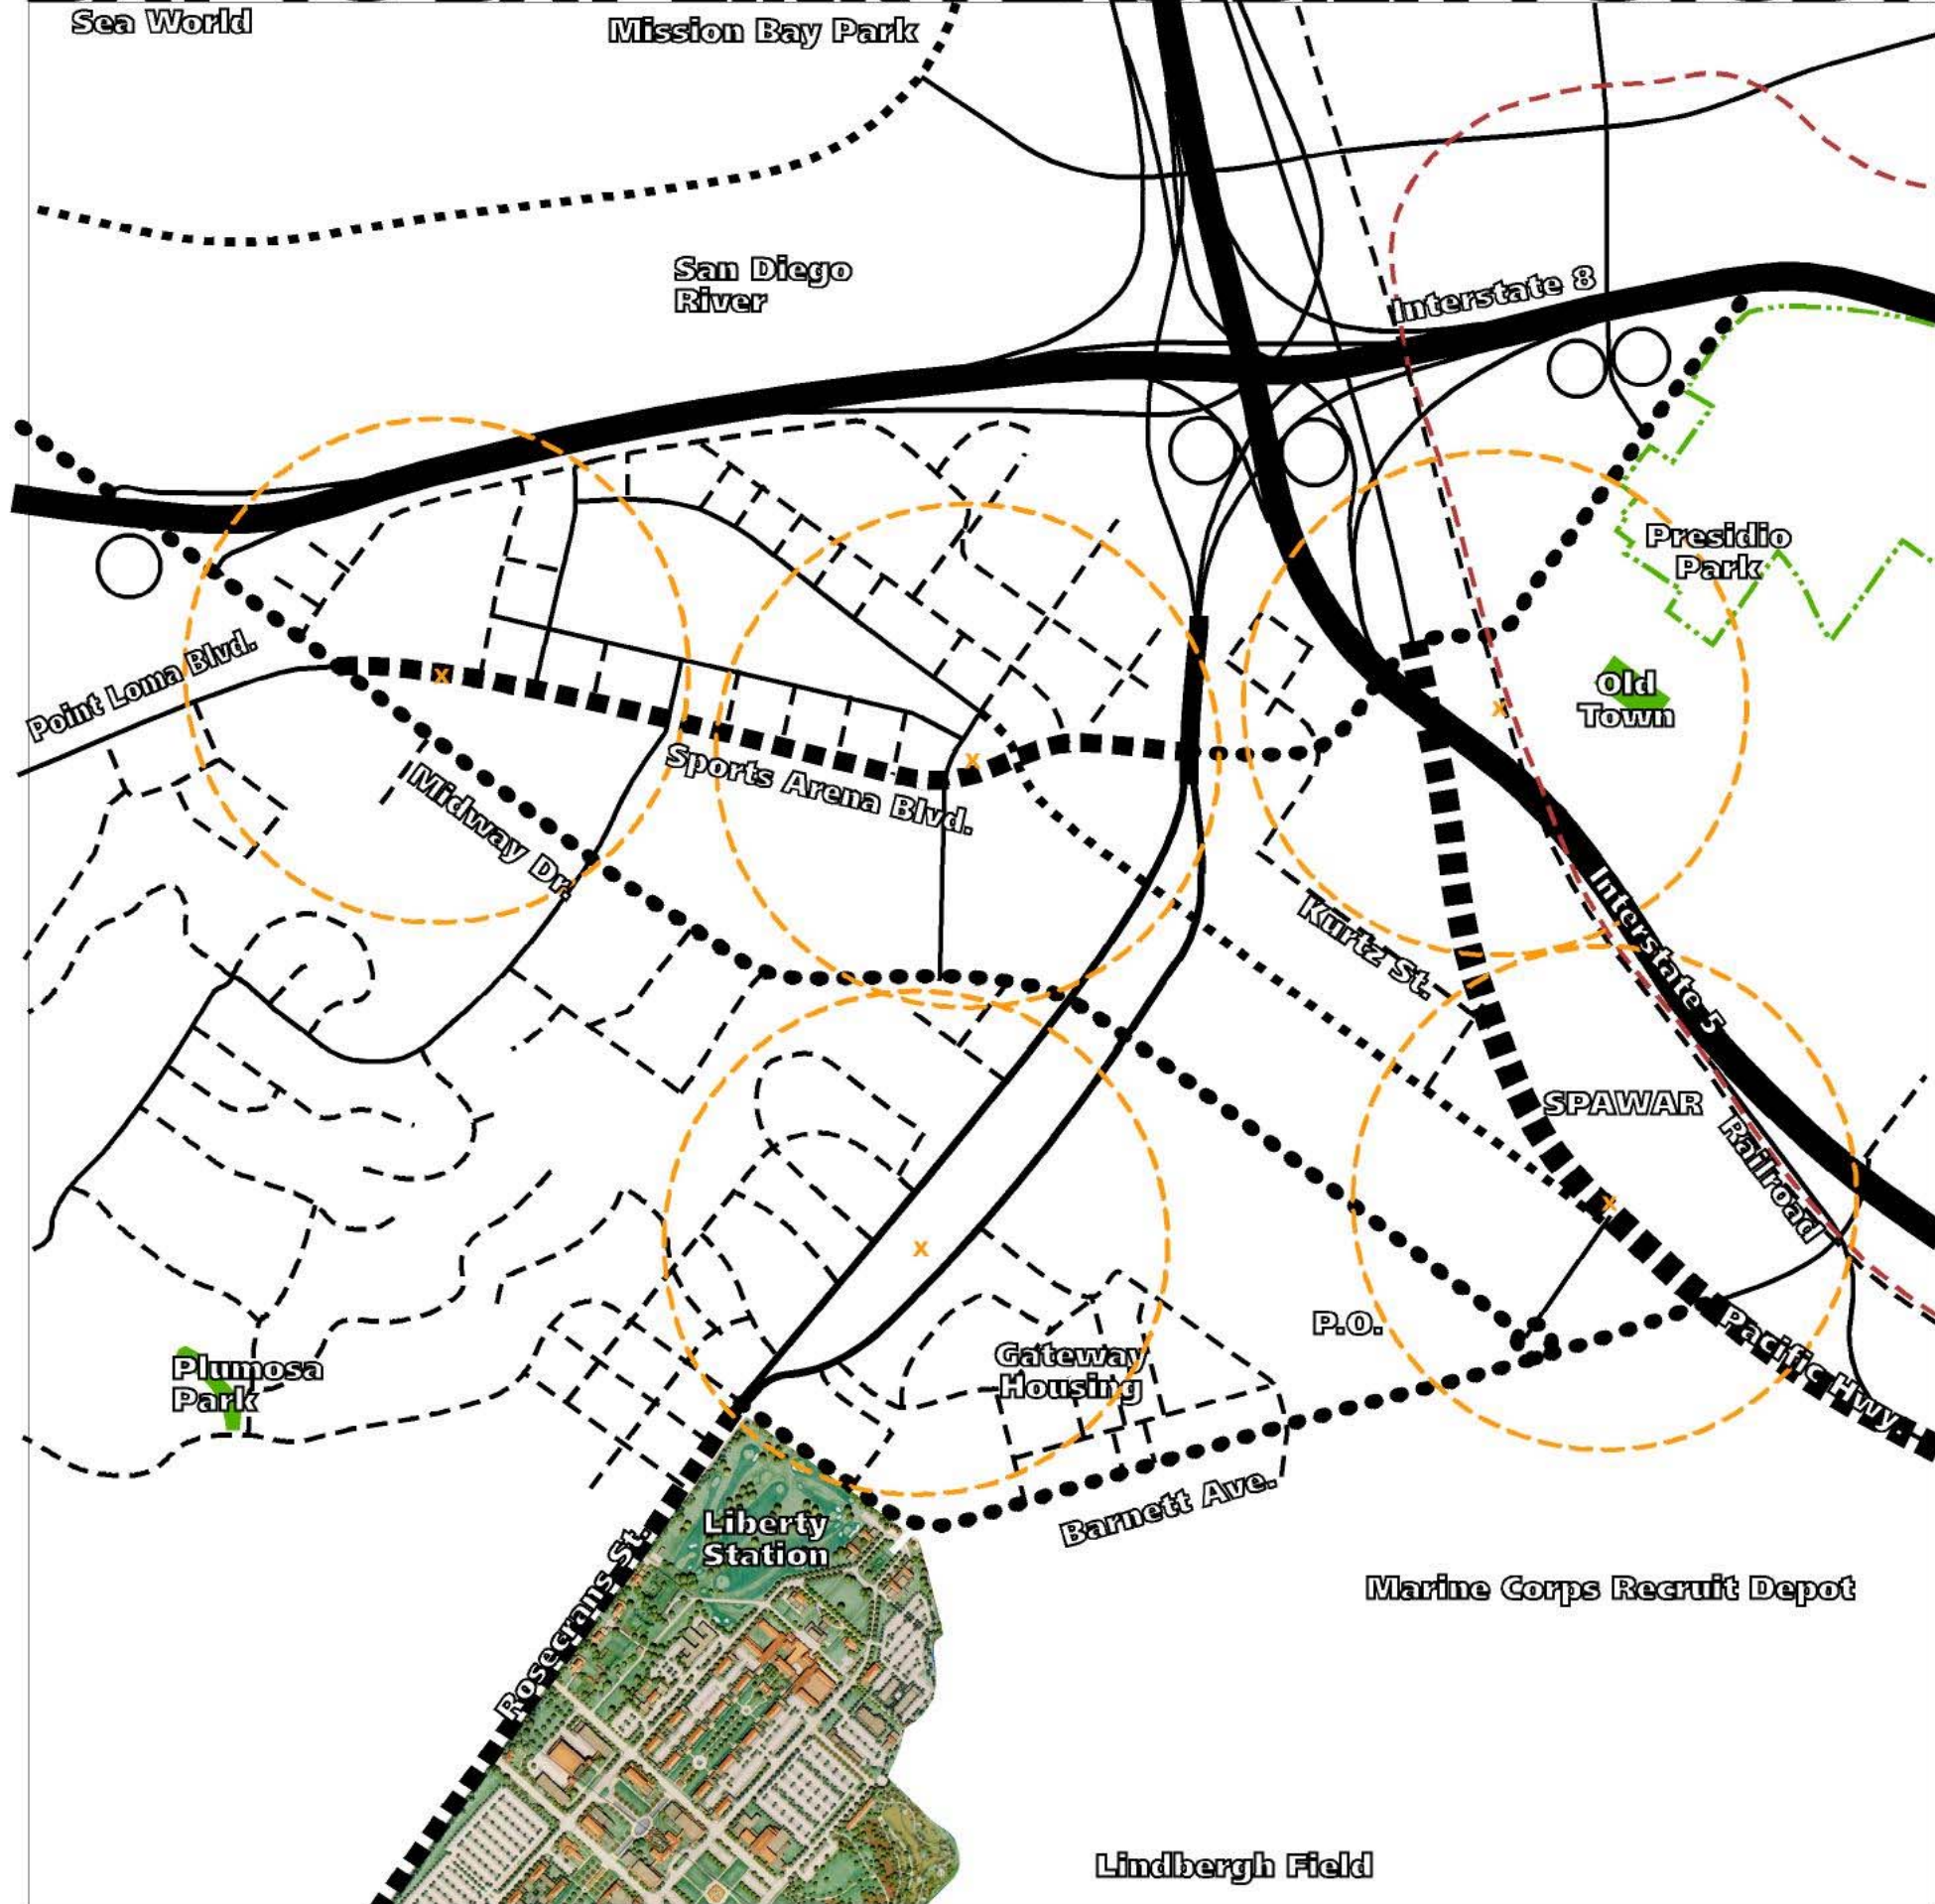 Sea World
Mission Bay Park
San Diego
River
Interstate 8
Presidio
Park
Point Loma Blvd.
Old
Town
Sports Arena Blvd.
Midway Dr.
Kurtz St.
Interstate 5
SPAWAR
Railroad
P.O.
Gateway
Housing
Pacific Hwy.
Plumosa
Park
Barnett Ave.
Liberty
Station
Rosecrans St.
Marine Corps Recruit Depot
Lindbergh Field